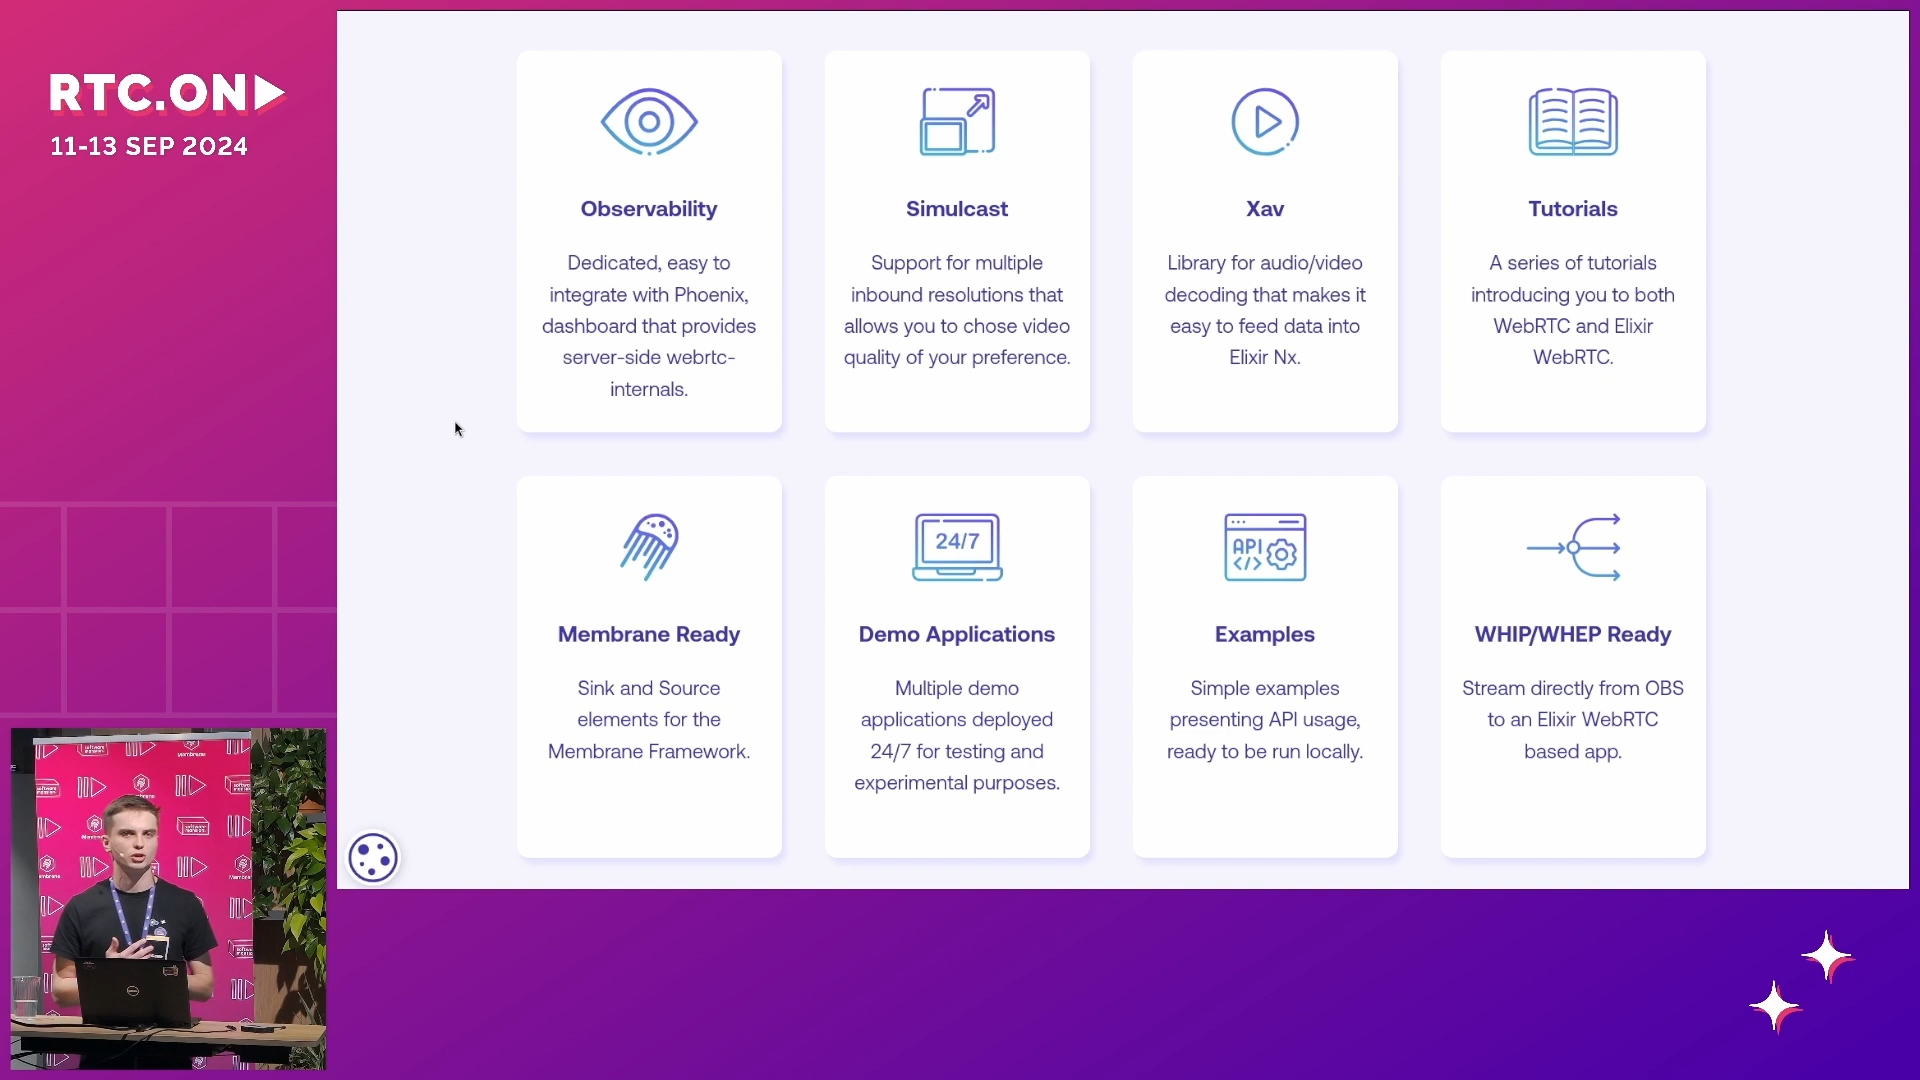 RTC.ON
11-13 SEP 2024
Observability
Dedicated, easy to
integrate with Phoenix,
dashboard that provides
server-side webrtc-
internals.
Simulcast
Support for multiple
inbound resolutions that
allows you to chose video
quality of your preference.
Xav
Library for audio/video
decoding that makes it
easy to feed data into
Elixir Nx.
Tutorials
A series of tutorials
introducing you to both
WebRTC and Elixir
WebRTC.
Membrane Ready
Sink and Source
elements for the
Membrane Framework.
24/7
Demo Applications
Multiple demo
applications deployed
24/7 for testing and
experimental purposes.
API
</>
Examples
Simple examples
presenting API usage,
ready to be run locally.
WHIP/WHEP Ready
Stream directly from OBS
to an Elixir WebRTC
based app.
software
mansion
Membrane